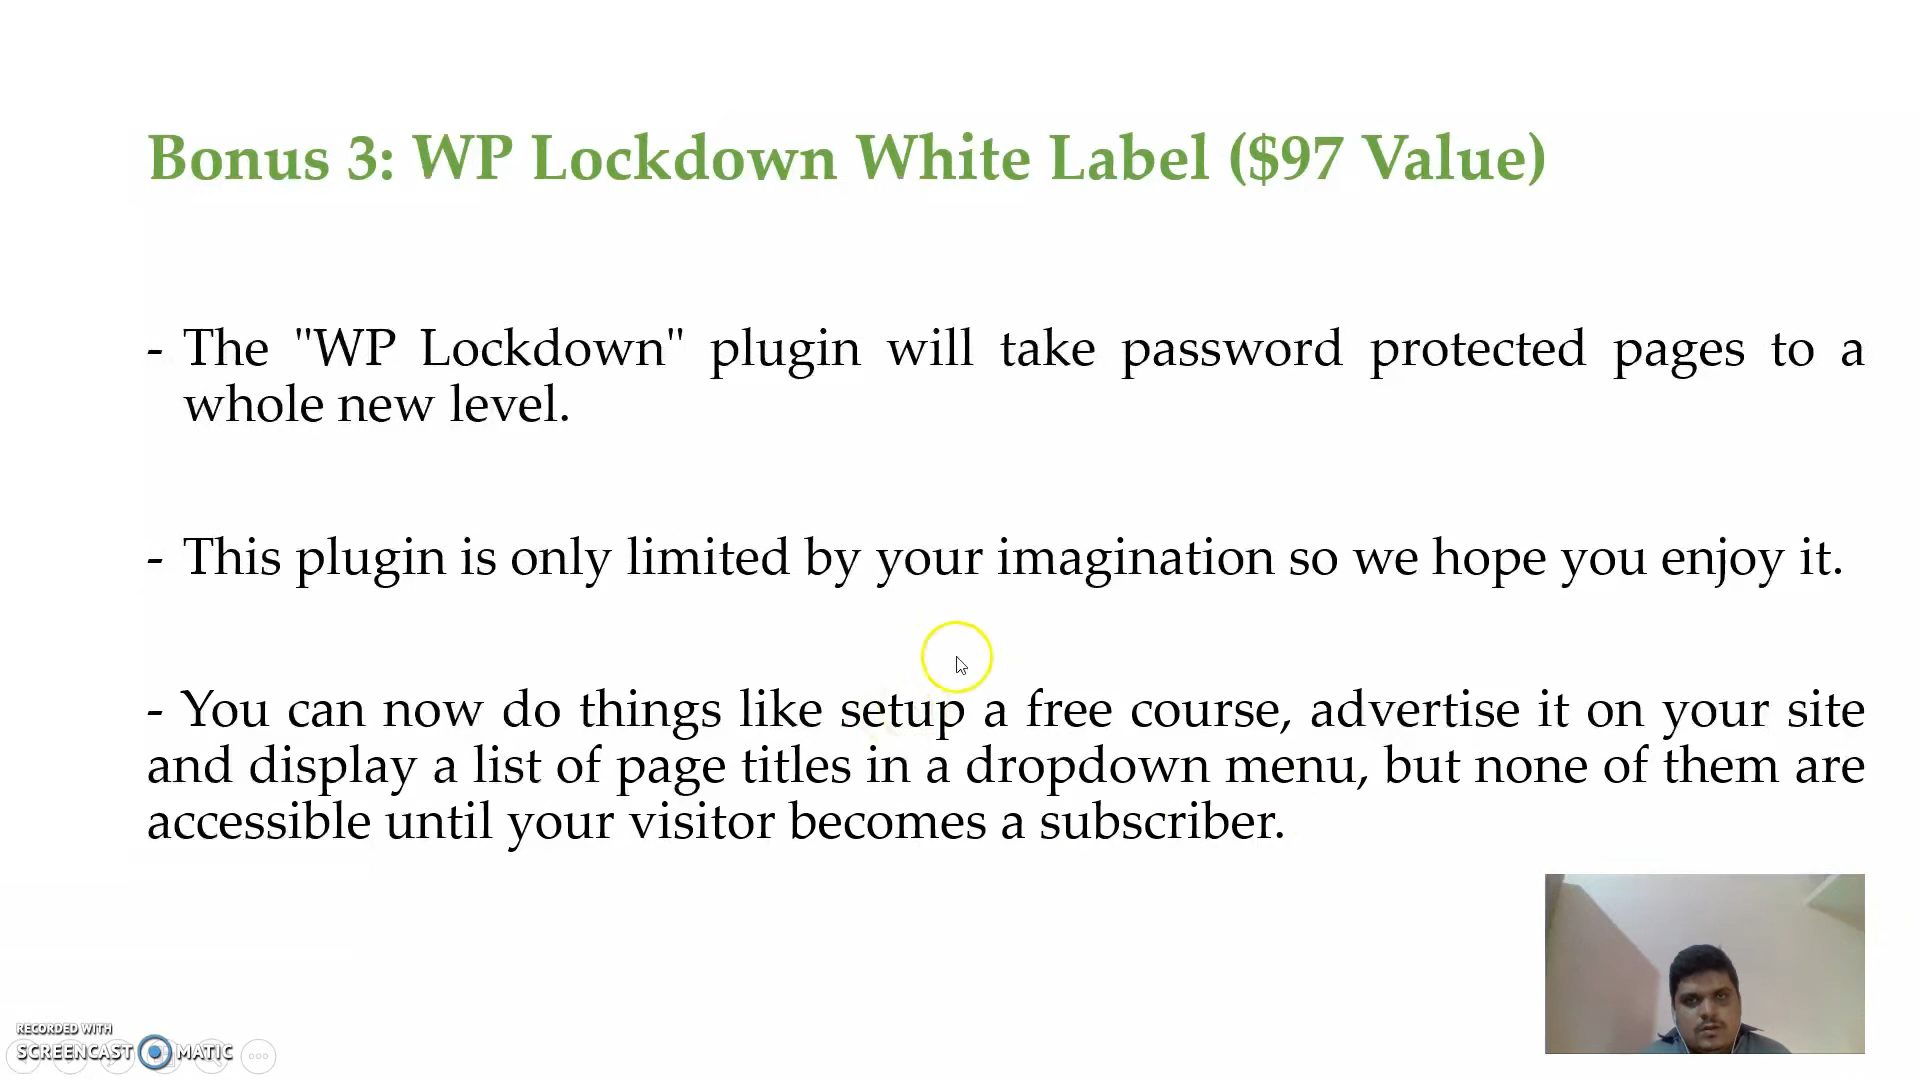 Bonus 3: WP Lockdown White Label ($97 Value)
- The "WP Lockdown" plugin will take password protected pages to a
whole new level.
- This plugin is only limited by your imagination so we hope you enjoy it.
- You can now do things like setup a free course, advertise it on your site
and display a list of page titles in a dropdown menu, but none of them are
accessible until your visitor becomes a subscriber.
RECORDED WITH
SCREENCAST MATIC